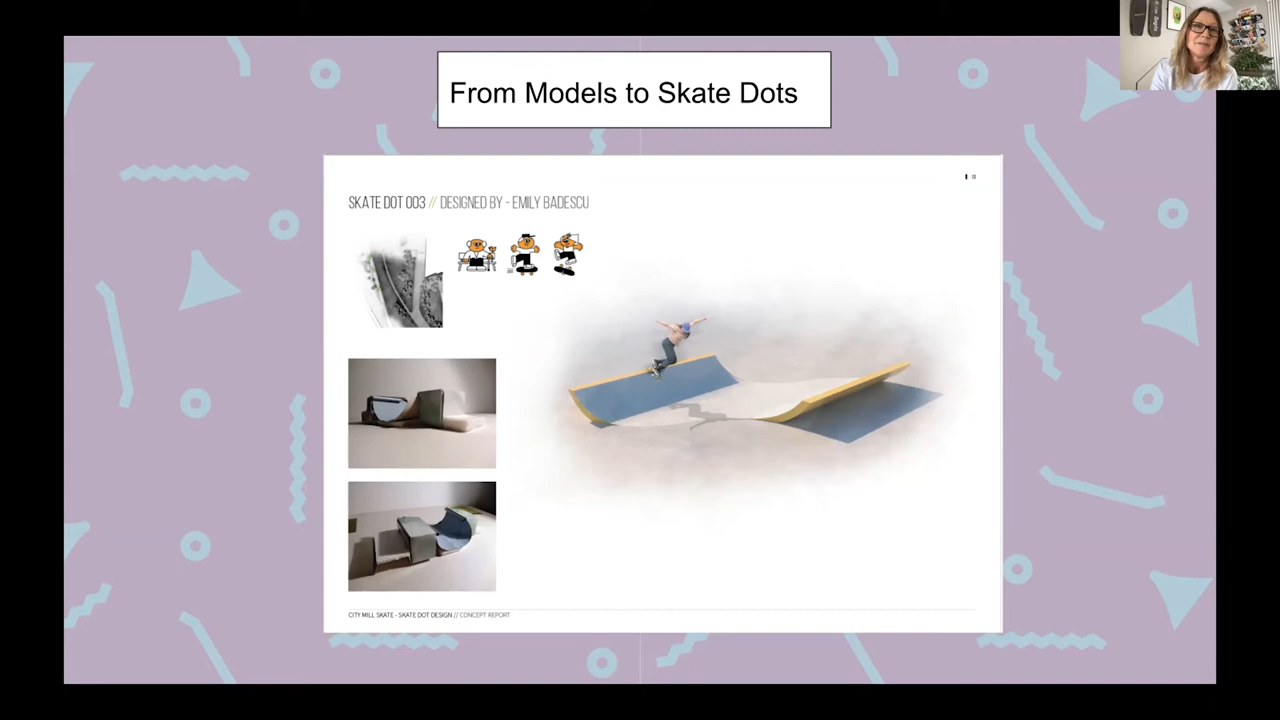 From Models to Skate Dots
SKATE DOT 003 // DESIGNED BY - EMILY BADESCU
CITY MILL SKATE - SKATE DOT DESIGN // CONCEPT REPORT